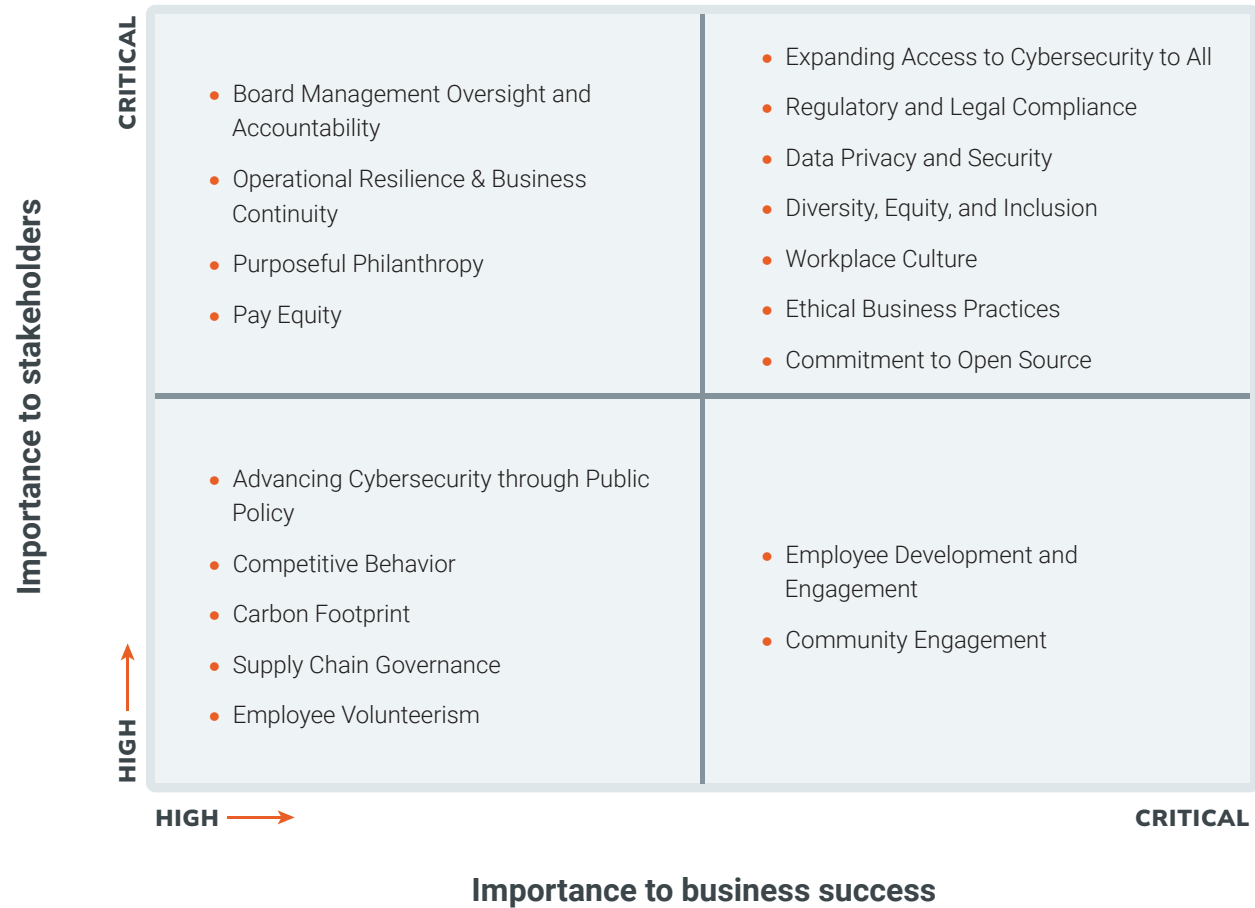 Importance to stakeholders
CRITICAL
HIGH
• Board Management Oversight and
Accountability
• Operational Resilience & Business
Continuity
• Purposeful Philanthropy
• Pay Equity
• Expanding Access to Cybersecurity to All
• Regulatory and Legal Compliance
• Data Privacy and Security
• Diversity, Equity, and Inclusion
• Workplace Culture
• Ethical Business Practices
• Commitment to Open Source
• Advancing Cybersecurity through Public
Policy
• Competitive Behavior
• Carbon Footprint
• Supply Chain Governance
• Employee Volunteerism
• Employee Development and
Engagement
• Community Engagement
HIGH
CRITICAL
Importance to business success